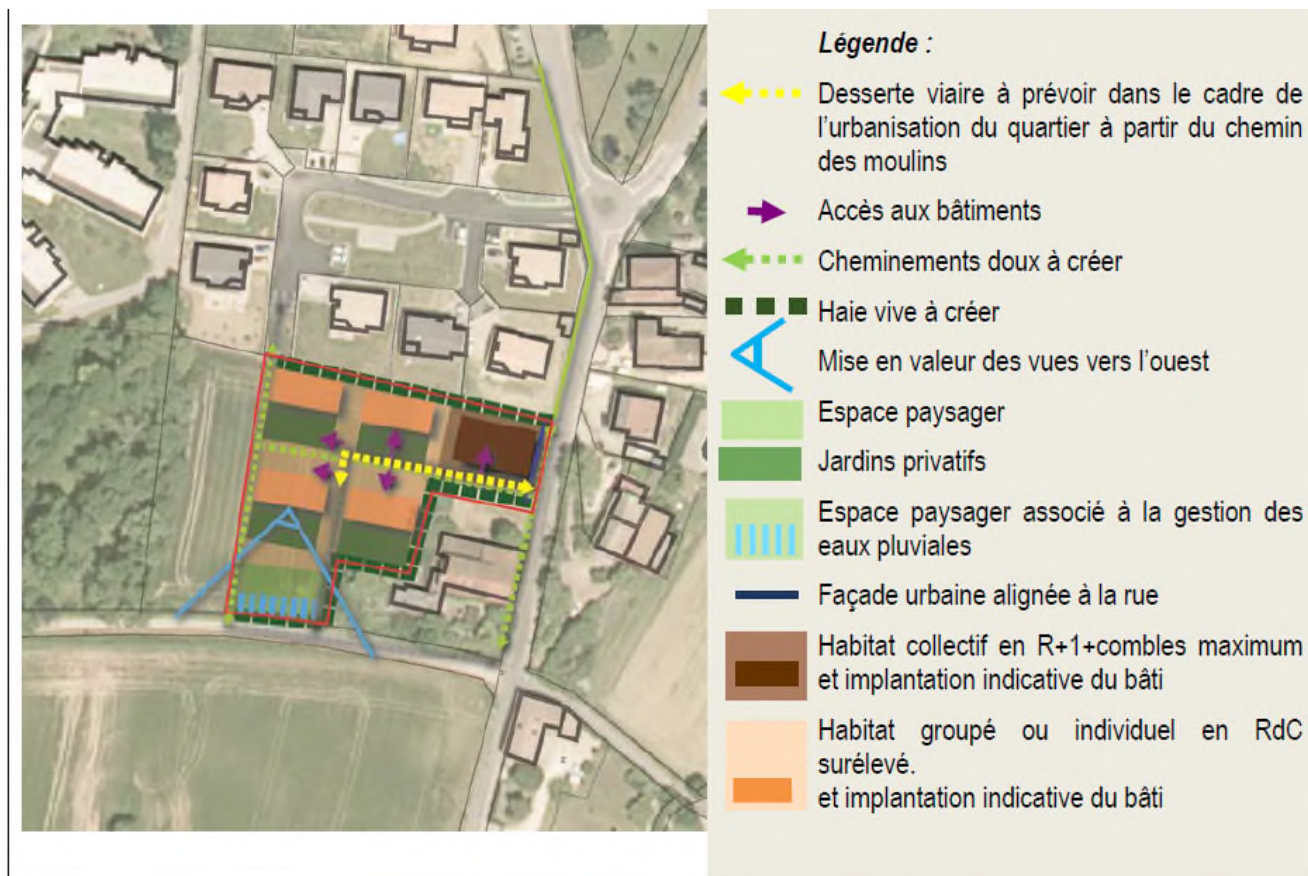 Légende :
Desserte viaire à prévoir dans le cadre de
l'urbanisation du quartier à partir du chemin
des moulins
Accès aux bâtiments
Cheminements doux à créer
Haie vive à créer
Mise en valeur des vues vers l'ouest
Espace paysager
Jardins privatifs
Espace paysager associé à la gestion des
eaux pluviales
Façade urbaine alignée à la rue
Habitat collectif en R+1+combles maximum
et implantation indicative du bâti
Habitat groupé ou individuel en RdC
surélevé.
et implantation indicative du bâti